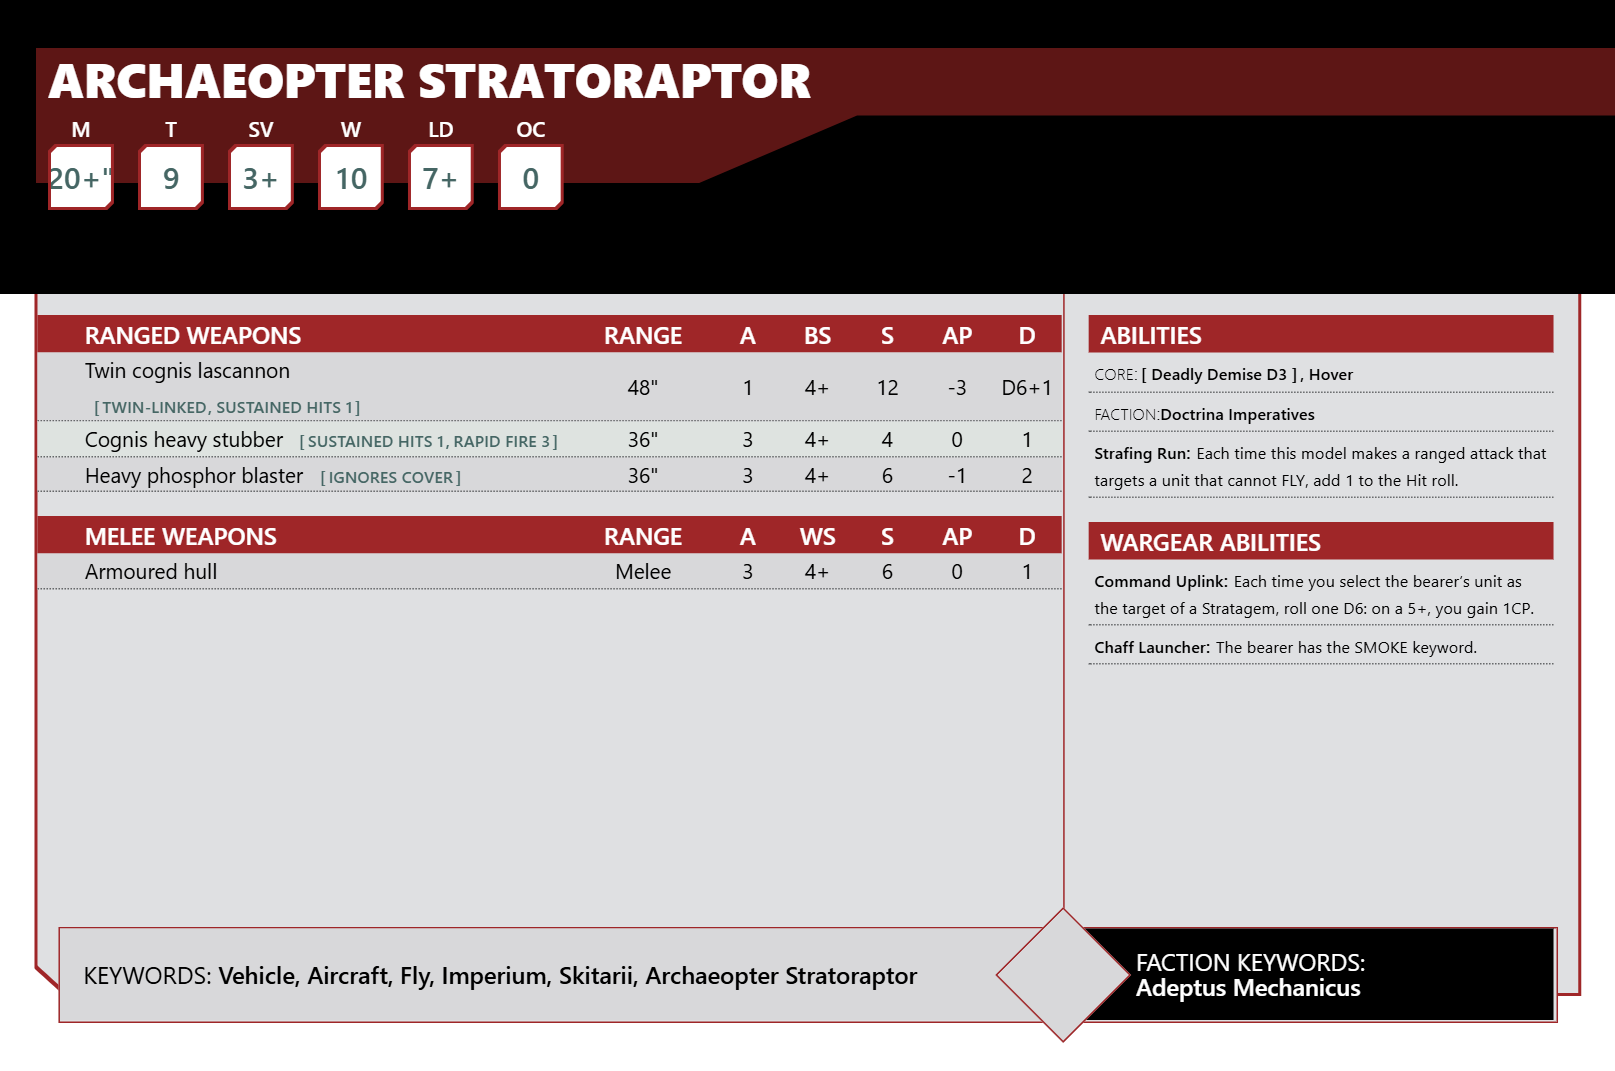 ARCHAEOPTER STRATORAPTOR
M T SV W LD OC
20+" 9 3+ 10 7+ 0
RANGED WEAPONS RANGE A BS S AP D
Twin cognis lascannon
[TWIN-LINKED, SUSTAINED HITS 1] 48" 1 4+ 12 -3 D6+1
Cognis heavy stubber [SUSTAINED HITS 1, RAPID FIRE 3] 36" 3 4+ 4 0 1
Heavy phosphor blaster [IGNORES COVER] 36" 3 4+ 6 -1 2
MELEE WEAPONS RANGE A WS S AP D
Armoured hull Melee 3 4+ 6 0 1
ABILITIES
CORE: [ Deadly Demise D3 ] , Hover
FACTION:Doctrina Imperatives
Strafing Run: Each time this model makes a ranged attack that
targets a unit that cannot FLY, add 1 to the Hit roll.
WARGEAR ABILITIES
Command Uplink: Each time you select the bearer's unit as
the target of a Stratagem, roll one D6: on a 5+, you gain 1CP.
Chaff Launcher: The bearer has the SMOKE keyword.
KEYWORDS: Vehicle, Aircraft, Fly, Imperium, Skitarii, Archaeopter Stratoraptor
FACTION KEYWORDS:
Adeptus Mechanicus